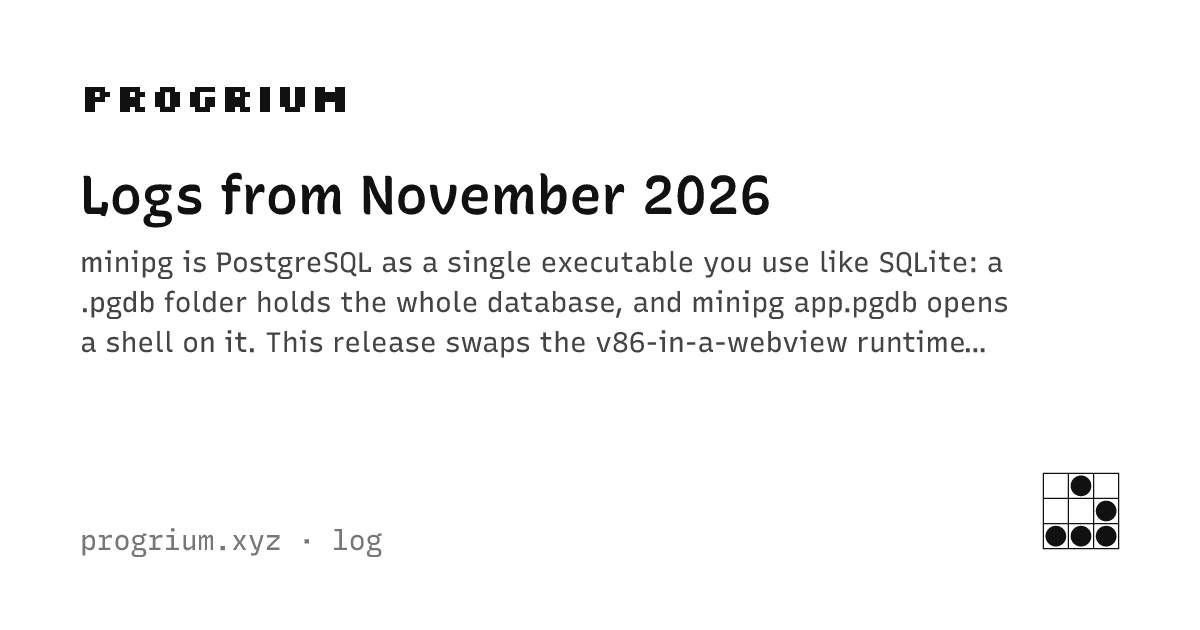 PROGRIUM
Logs from November 2026
minipg is PostgreSQL as a single executable you use like SQLite: a
.pgdb folder holds the whole database, and minipg app.pgdb opens
a shell on it. This release swaps the v86-in-a-webview runtime...
progrium.xyz · log